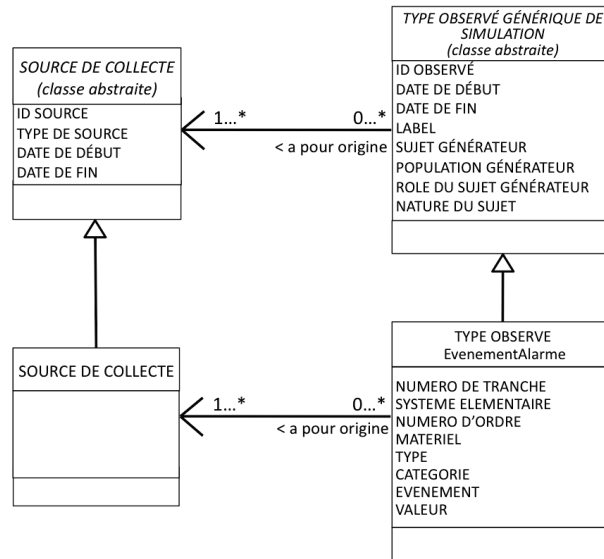 SOURCE DE COLLECTE
(classe abstraite)
ID SOURCE
TYPE DE SOURCE
DATE DE DÉBUT
DATE DE FIN
1...*
0...*
< a pour origine
TYPE OBSERVÉ GÉNÉRIQUE DE
SIMULATION
(classe abstraite)
ID OBSERVÉ
DATE DE DÉBUT
DATE DE FIN
LABEL
SUJET GÉNÉRATEUR
POPULATION GÉNÉRATEUR
ROLE DU SUJET GÉNÉRATEUR
NATURE DU SUJET
SOURCE DE COLLECTE
1...*
0...*
< a pour origine
TYPE OBSERVE
EvenementAlarme
NUMERO DE TRANCHE
SYSTEME ELEMENTAIRE
NUMERO D'ORDRE
MATERIEL
TYPE
CATEGORIE
EVENEMENT
VALEUR